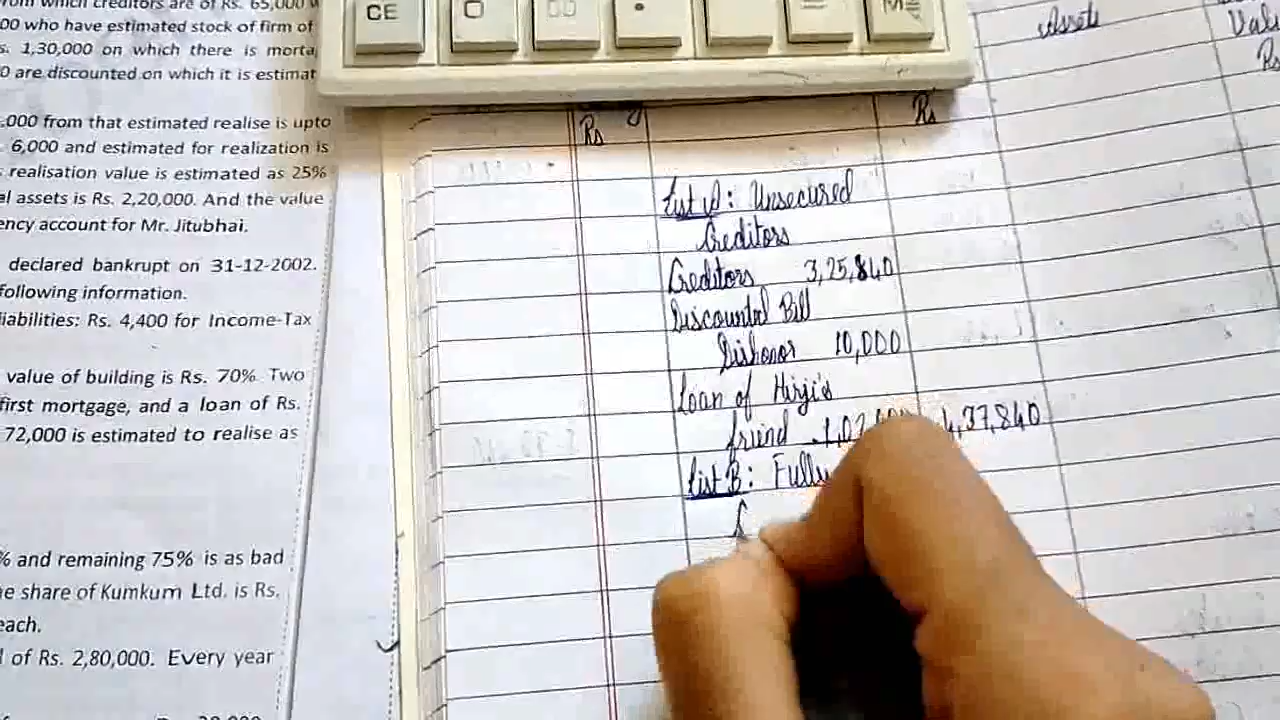 from which creditors are of Rs. 65,000
00 who have estimated stock of firm of
s: 1,30,000 on which there is morta
0 are discounted on which it is estimat
,000 from that estimated realise is upto
. 6,000 and estimated for realization is
realisation value is estimated as 25%
al assets is Rs. 2,20,000. And the value
ency account for Mr. Jitubhai.
declared bankrupt on 31-12-2002.
following information.
iabilities: Rs. 4,400 for Income-Tax
value of building is Rs. 70% Two
first mortgage, and a loan of Rs.
72,000 is estimated to realise as
% and remaining 75% is as bad
e share of Kumkum Ltd. is Rs.
each.
l of Rs. 2,80,000. Every year
CE 0 00 • = M=
Assets
Rs
Rs
Rs
List A: Unsecured
Creditors
Creditors 3,25,840
Discounted Bill
Dishonor 10,000
Loan of Hirji's
friend 4,37,840
List B: Fully